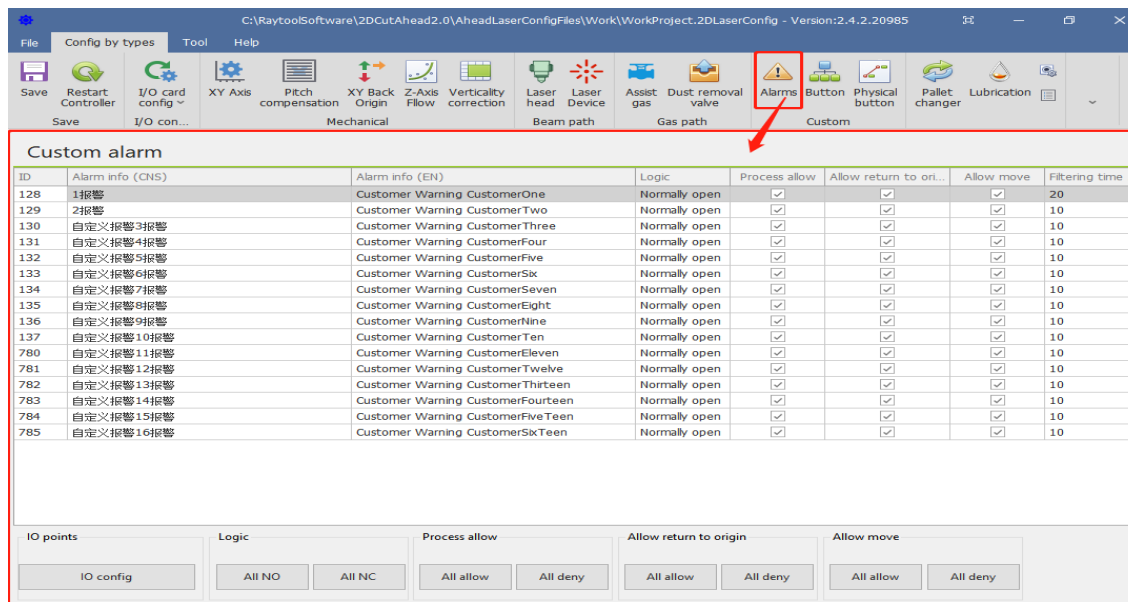 C:\RaytoolSoftware\2DCutAhead2.0\AheadLaserConfigFiles\Work\WorkProject.2DLaserConfig - Version:2.4.2.20985
File Config by types Tool Help
Save Restart Controller I/O card config XY Axis Pitch compensation XY Back Origin Z-Axis Fllow Verticality correction Laser head Laser Device Assist gas Dust removal valve Alarms Button Physical button Pallet changer Lubrication
Save I/O con... Mechanical Beam path Gas path Custom
Custom alarm
ID Alarm info (CNS) Alarm info (EN) Logic Process allow Allow return to ori... Allow move Filtering time
128 1报警 Customer Warning CustomerOne Normally open 20
129 2报警 Customer Warning CustomerTwo Normally open 10
130 自定义报警3报警 Customer Warning CustomerThree Normally open 10
131 自定义报警4报警 Customer Warning CustomerFour Normally open 10
132 自定义报警5报警 Customer Warning CustomerFive Normally open 10
133 自定义报警6报警 Customer Warning CustomerSix Normally open 10
134 自定义报警7报警 Customer Warning CustomerSeven Normally open 10
135 自定义报警8报警 Customer Warning CustomerEight Normally open 10
136 自定义报警9报警 Customer Warning CustomerNine Normally open 10
137 自定义报警10报警 Customer Warning CustomerTen Normally open 10
780 自定义报警11报警 Customer Warning CustomerEleven Normally open 10
781 自定义报警12报警 Customer Warning CustomerTwelve Normally open 10
782 自定义报警13报警 Customer Warning CustomerThirteen Normally open 10
783 自定义报警14报警 Customer Warning CustomerFourteen Normally open 10
784 自定义报警15报警 Customer Warning CustomerFiveTeen Normally open 10
785 自定义报警16报警 Customer Warning CustomerSixTeen Normally open 10
IO points Logic Process allow Allow return to origin Allow move
IO config All NO All NC All allow All deny All allow All deny All allow All deny